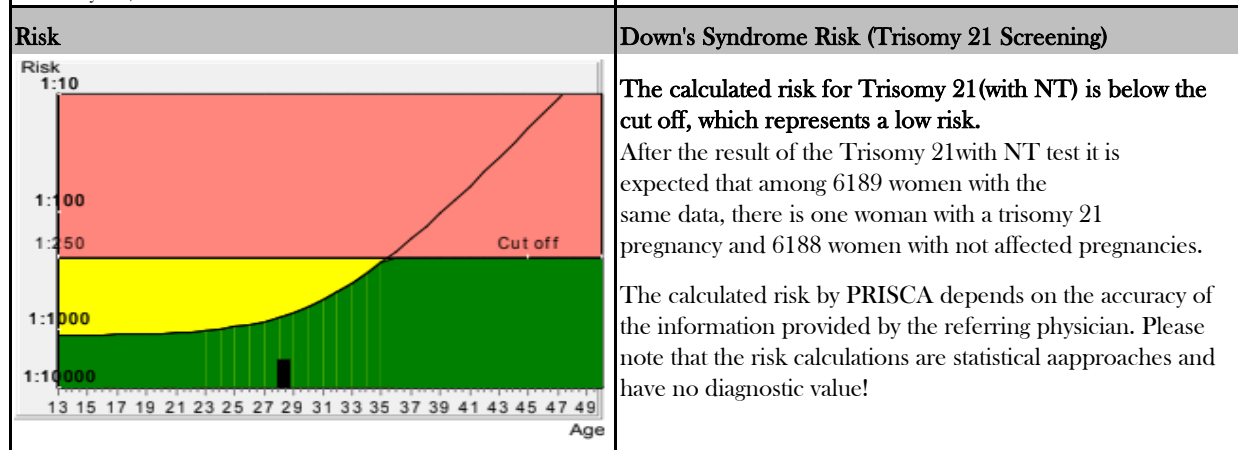 Risk
Risk
1:10
1:100
1:250
Cut off
1:1000
1:10000
13 15 17 19 21 23 25 27 29 31 33 35 37 39 41 43 45 47 49
Age
Down's Syndrome Risk (Trisomy 21 Screening)
The calculated risk for Trisomy 21(with NT) is below the
cut off, which represents a low risk.
After the result of the Trisomy 21with NT test it is
expected that among 6189 women with the
same data, there is one woman with a trisomy 21
pregnancy and 6188 women with not affected pregnancies.
The calculated risk by PRISCA depends on the accuracy of
the information provided by the referring physician. Please
note that the risk calculations are statistical aapproaches and
have no diagnostic value!